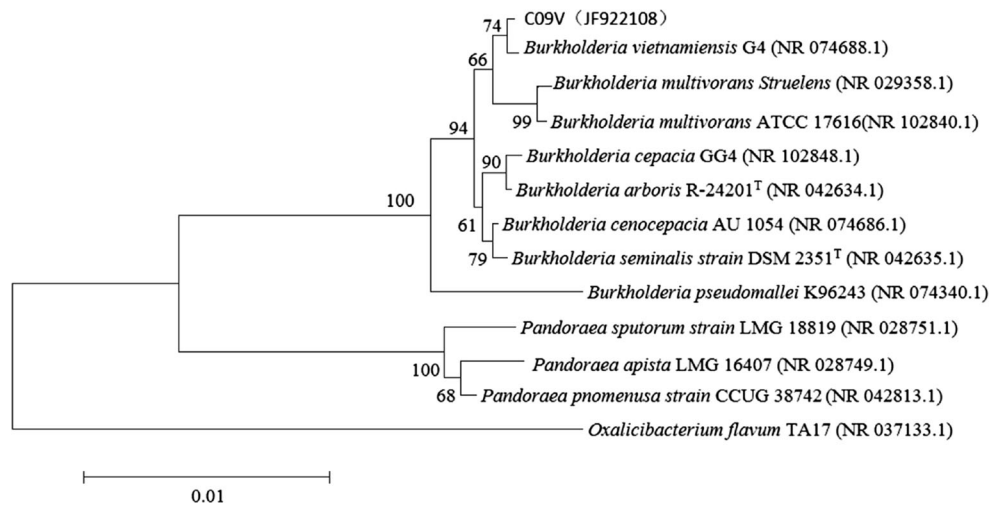 C09V（JF922108）
74
Burkholderia vietnamiensis G4 (NR 074688.1)
66
Burkholderia multivorans Struelens (NR 029358.1)
99
Burkholderia multivorans ATCC 17616(NR 102840.1)
94
Burkholderia cepacia GG4 (NR 102848.1)
90
Burkholderia arboris R-24201ᵀ (NR 042634.1)
100
61
Burkholderia cenocepacia AU 1054 (NR 074686.1)
79
Burkholderia seminalis strain DSM 2351ᵀ (NR 042635.1)
Burkholderia pseudomallei K96243 (NR 074340.1)
Pandoraea sputorum strain LMG 18819 (NR 028751.1)
100
Pandoraea apista LMG 16407 (NR 028749.1)
68
Pandoraea pnomenusa strain CCUG 38742 (NR 042813.1)
Oxalicibacterium flavum TA17 (NR 037133.1)
0.01